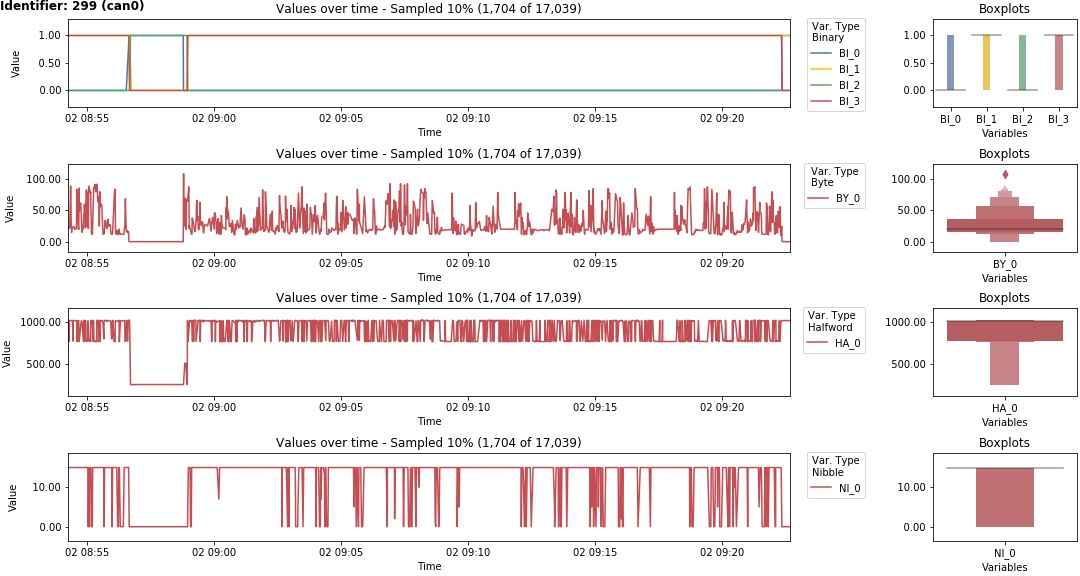 Identifier: 299 (can0)
Values over time - Sampled 10% (1,704 of 17,039)
Boxplots
Value
1.00
0.50
0.00
02 08:55 02 09:00 02 09:05 02 09:10 02 09:15 02 09:20
Time
Var. Type
Binary
BI_0
BI_1
BI_2
BI_3
1.00
0.50
0.00
BI_0 BI_1 BI_2 BI_3
Variables
Values over time - Sampled 10% (1,704 of 17,039)
Boxplots
Value
100.00
50.00
0.00
02 08:55 02 09:00 02 09:05 02 09:10 02 09:15 02 09:20
Time
Var. Type
Byte
BY_0
100.00
50.00
0.00
BY_0
Variables
Values over time - Sampled 10% (1,704 of 17,039)
Boxplots
Value
1000.00
500.00
02 08:55 02 09:00 02 09:05 02 09:10 02 09:15 02 09:20
Time
Var. Type
Halfword
HA_0
1000.00
500.00
HA_0
Variables
Values over time - Sampled 10% (1,704 of 17,039)
Boxplots
Value
10.00
0.00
02 08:55 02 09:00 02 09:05 02 09:10 02 09:15 02 09:20
Time
Var. Type
Nibble
NI_0
10.00
0.00
NI_0
Variables